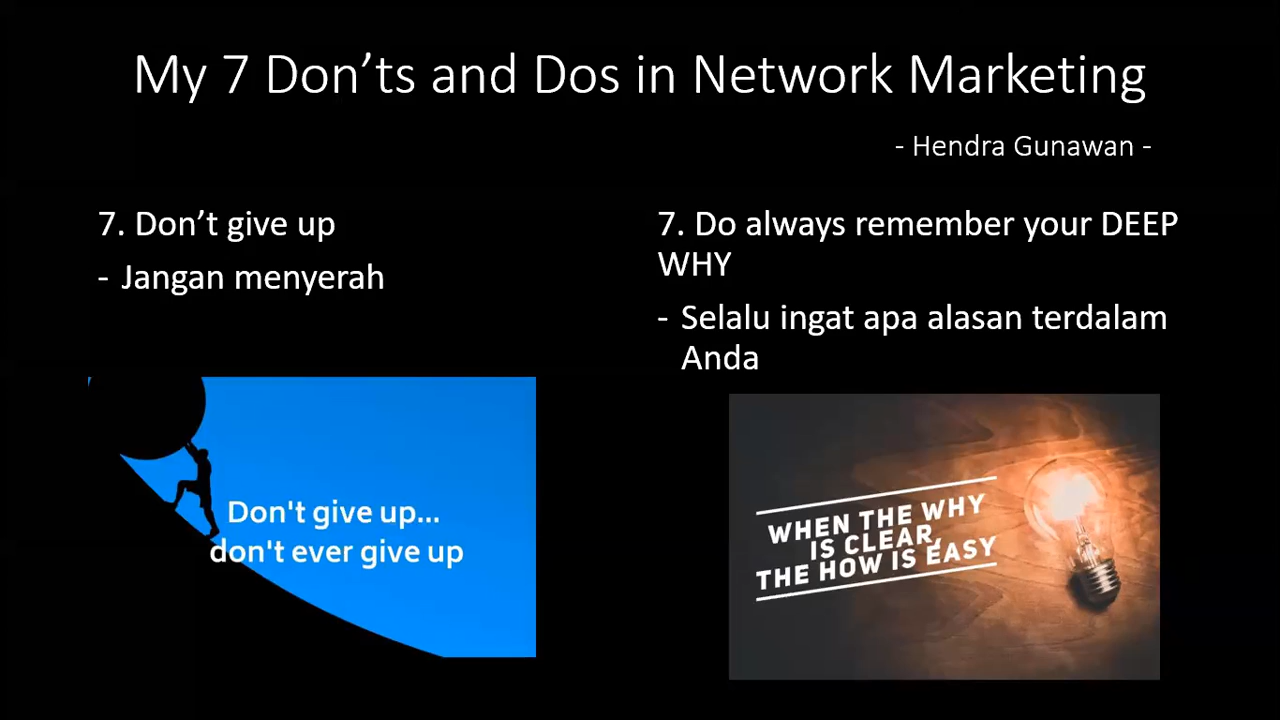 My 7 Don’ts and Dos in Network Marketing
- Hendra Gunawan -
7. Don’t give up
- Jangan menyerah
Don't give up...
don't ever give up
7. Do always remember your DEEP
WHY
- Selalu ingat apa alasan terdalam
Anda
WHEN THE WHY
IS CLEAR,
THE HOW IS EASY